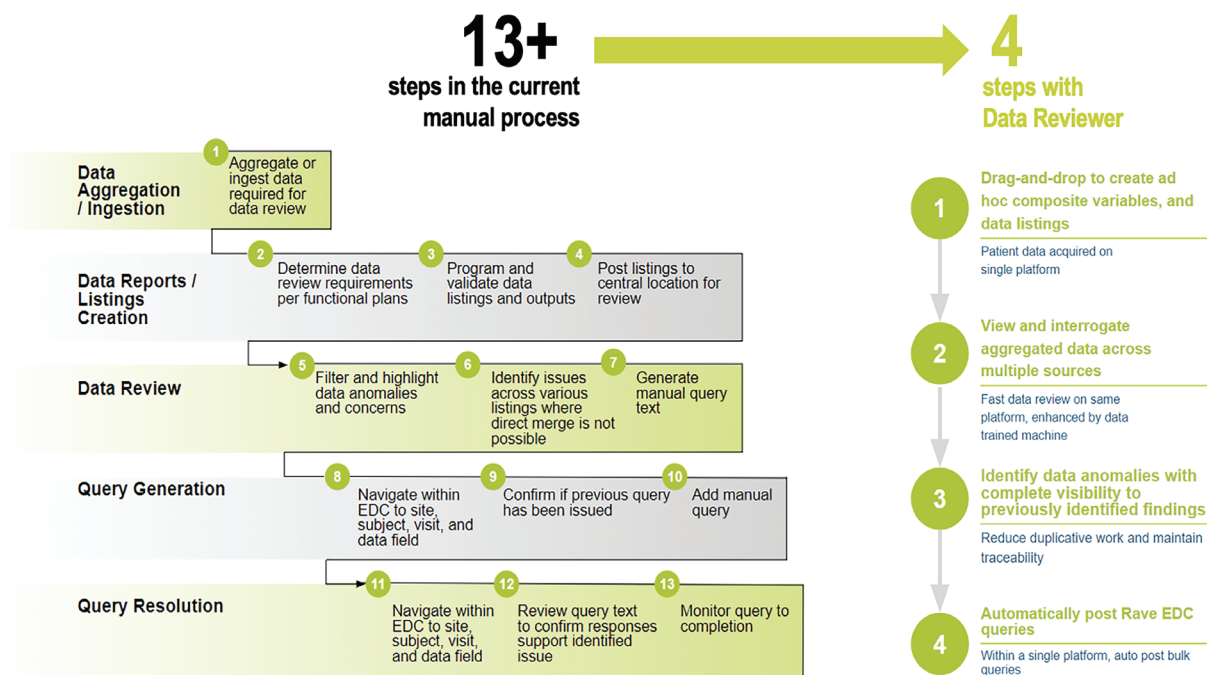 13+
steps in the current
manual process
4
steps with
Data Reviewer
Data
Aggregation
/ Ingestion
1
Aggregate or
ingest data
required for
data review
Data Reports /
Listings
Creation
2
Determine data
review requirements
per functional plans
3
Program and
validate data
listings and outputs
4
Post listings to
central location for
review
Data Review
5
Filter and highlight
data anomalies
and concerns
6
Identify issues
across various
listings where
direct merge is not
possible
7
Generate
manual query
text
Query Generation
8
Navigate within
EDC to site,
subject, visit, and
data field
9
Confirm if previous query
has been issued
10
Add manual
query
Query Resolution
11
Navigate within
EDC to site,
subject, visit,
and data field
12
Review query text
to confirm responses
support identified
issue
13
Monitor query to
completion
1
Drag-and-drop to create ad
hoc composite variables, and
data listings
Patient data acquired on
single platform
2
View and interrogate
aggregated data across
multiple sources
Fast data review on same
platform, enhanced by data
trained machine
3
Identify data anomalies with
complete visibility to
previously identified findings
Reduce duplicative work and maintain
traceability
4
Automatically post Rave EDC
queries
Within a single platform, auto post bulk
queries